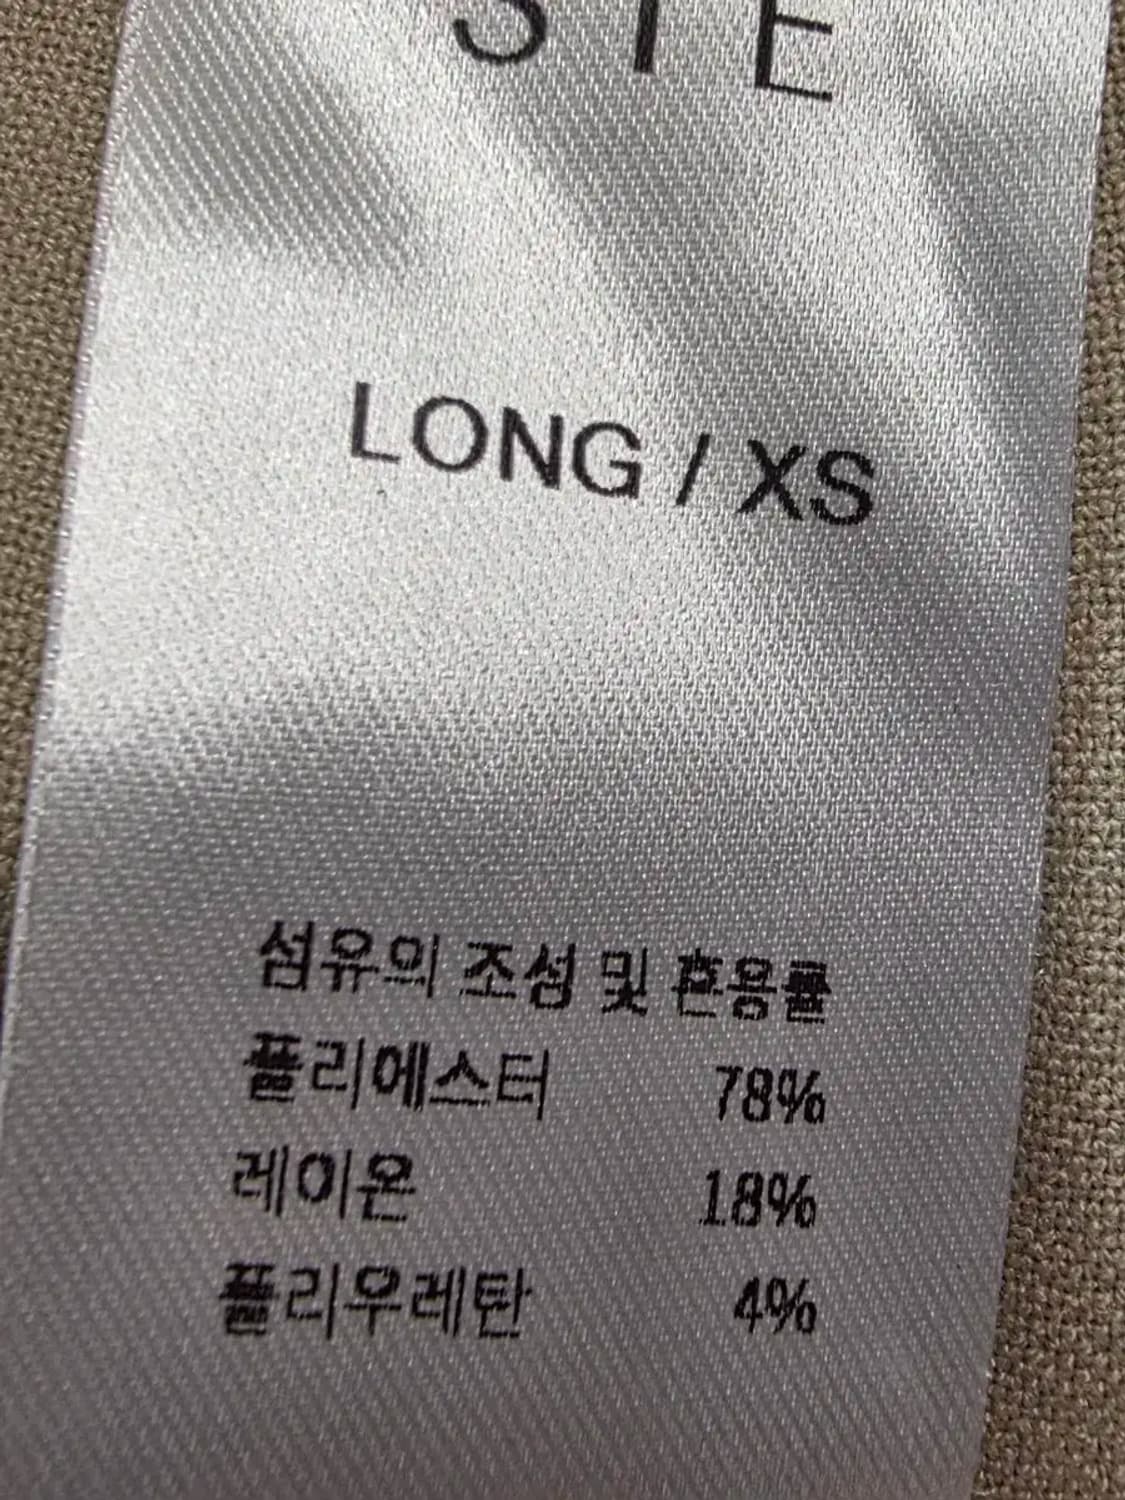 STE
LONG / XS
섬유의 조성 및 혼용률
폴리에스터 78%
레이온 18%
폴리우레탄 4%